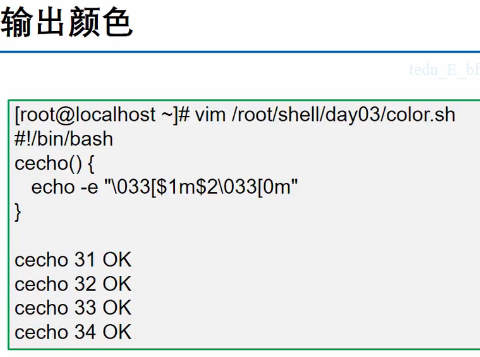 输出颜色
tedu_E_bf
[root@localhost ~]# vim /root/shell/day03/color.sh
#!/bin/bash
cecho() {
   echo -e "\033[$1m$2\033[0m"
}
cecho 31 OK
cecho 32 OK
cecho 33 OK
cecho 34 OK